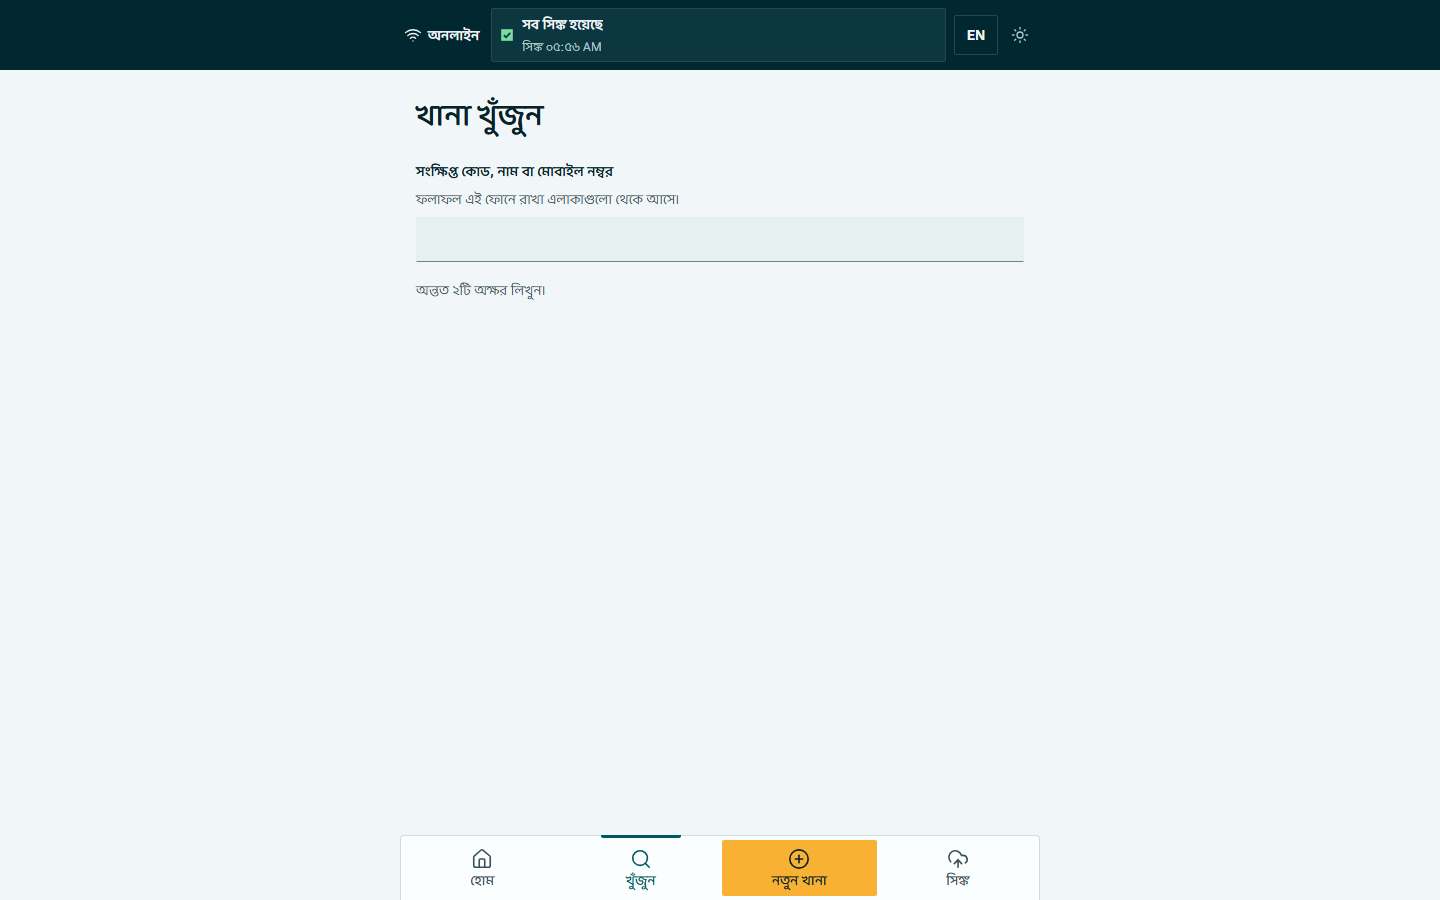 অনলাইন
সব সিঙ্ক হয়েছে
সিঙ্ক ০৫:৫৬ AM
EN
খানা খুঁজুন
সংক্ষিপ্ত কোড, নাম বা মোবাইল নম্বর
ফলাফল এই ফোনে রাখা এলাকাগুলো থেকে আসে।
অন্তত ২টি অক্ষর লিখুন।
হোম
খুঁজুন
নতুন খানা
সিঙ্ক